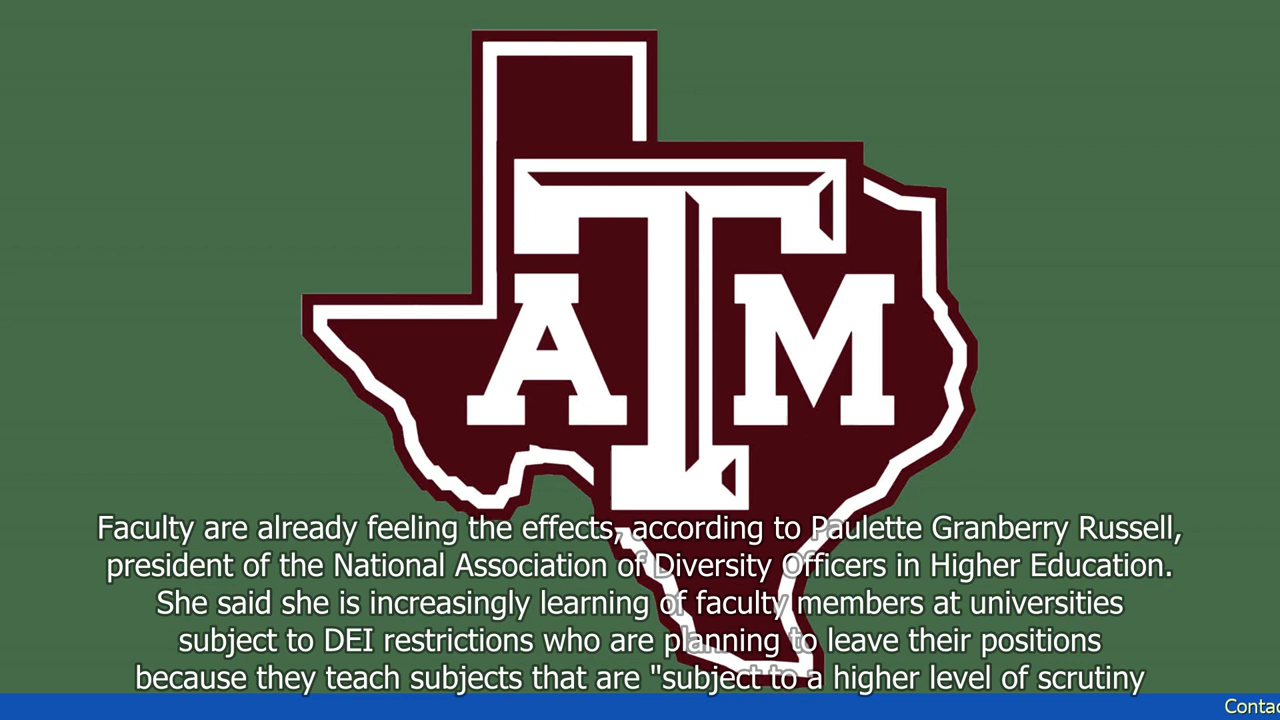 ATM
Faculty are already feeling the effects, according to Paulette Granberry Russell,
president of the National Association of Diversity Officers in Higher Education.
She said she is increasingly learning of faculty members at universities
subject to DEI restrictions who are planning to leave their positions
because they teach subjects that are "subject to a higher level of scrutiny
Contac